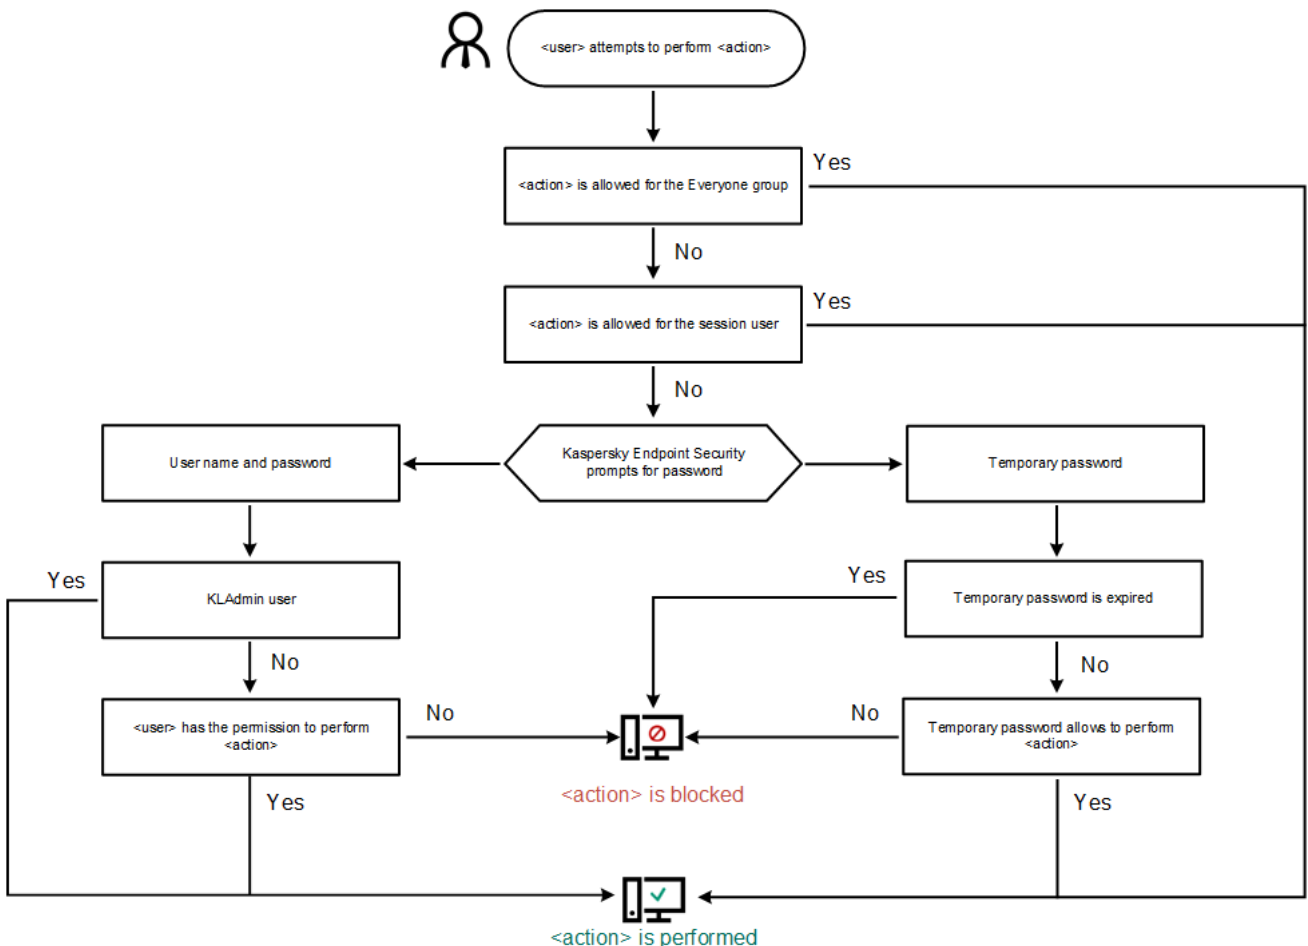 <user> attempts to perform <action>
Yes
<action> is allowed for the Everyone group
No
Yes
<action> is allowed for the session user
No
User name and password
Kaspersky Endpoint Security
prompts for password
Temporary password
Yes
KLAdmin user
Yes
Temporary password is expired
No
No
<user> has the permission to perform
<action>
No
No
Temporary password allows to perform
<action>
<action> is blocked
Yes
Yes
<action> is performed